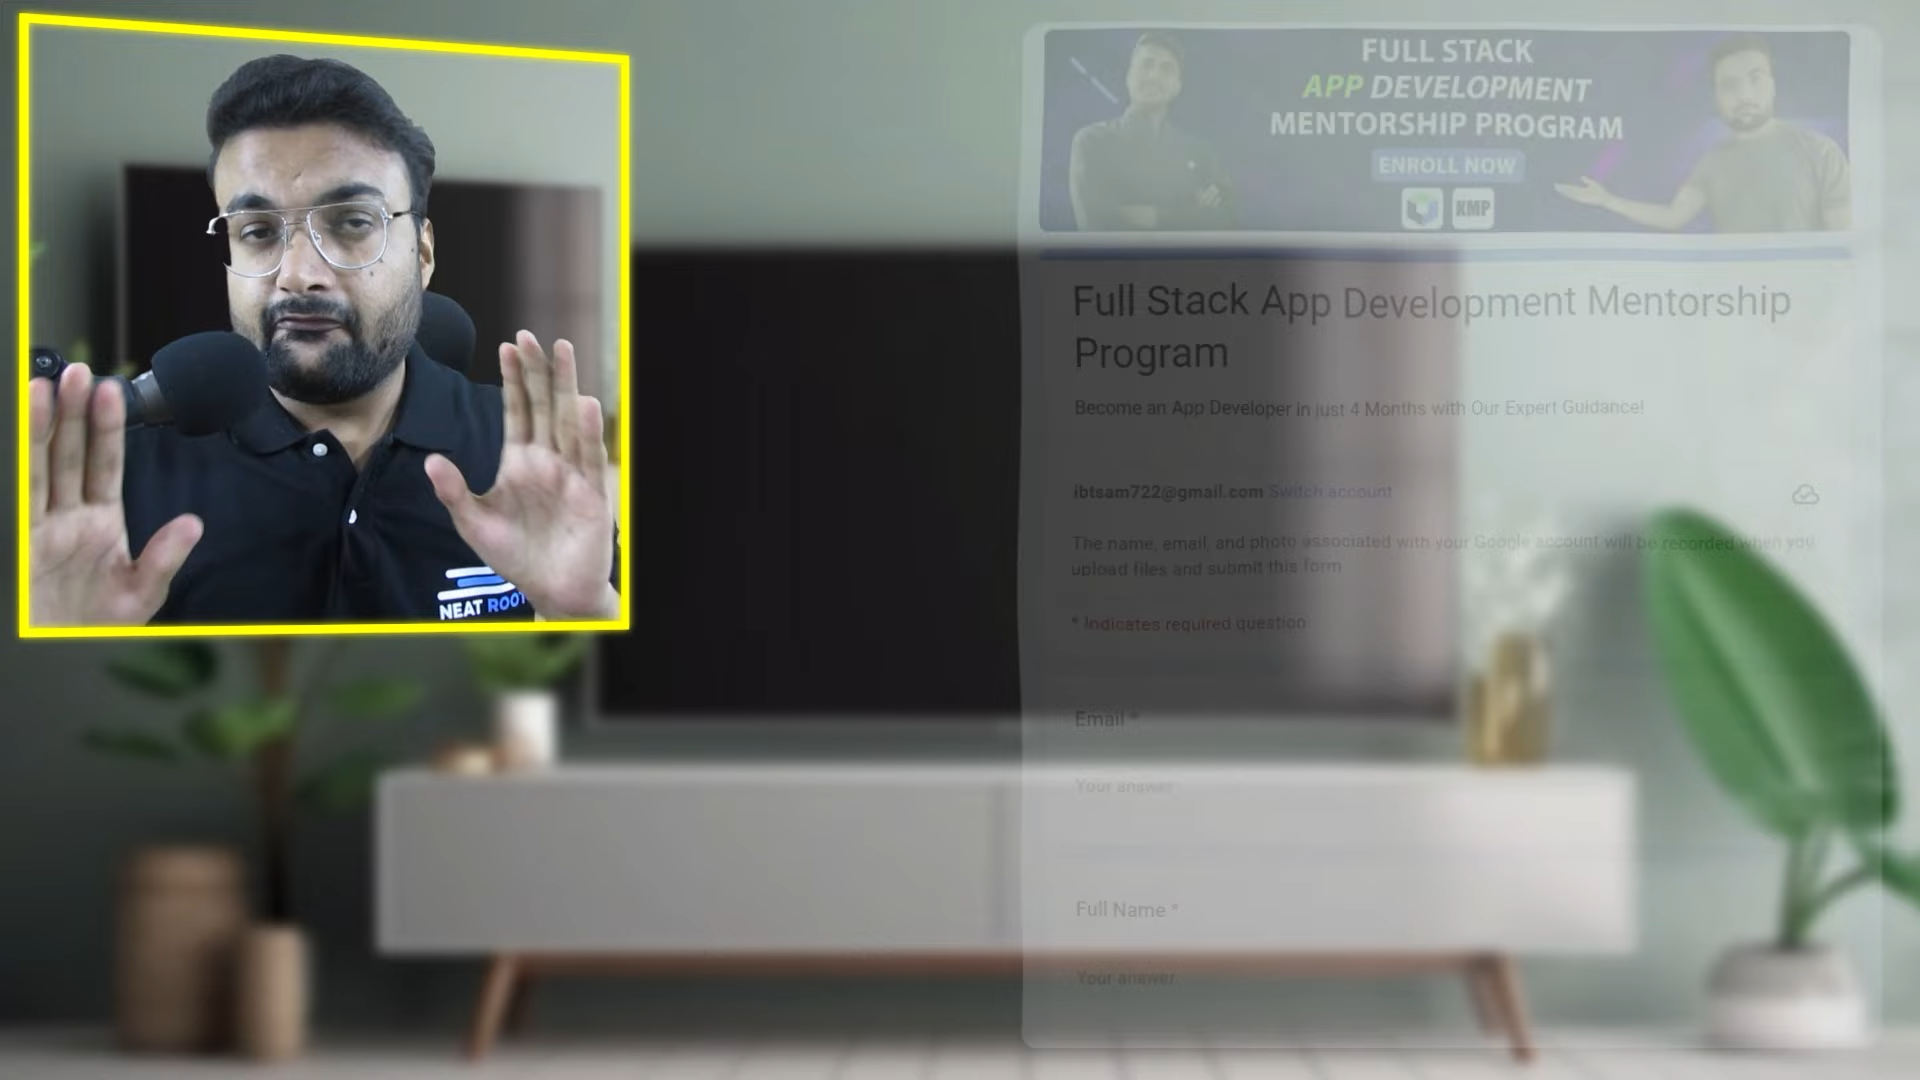 NEAT ROOT
FULL STACK
APP DEVELOPMENT
MENTORSHIP PROGRAM
ENROLL NOW
KMP
Full Stack App Development Mentorship
Program
Become an App Developer in just 4 Months with Our Expert Guidance!
ibtsam722@gmail.com Switch account
The name, email, and photo associated with your Google account will be recorded when you
upload files and submit this form
* Indicates required question
Email *
Your answer
Full Name *
Your answer